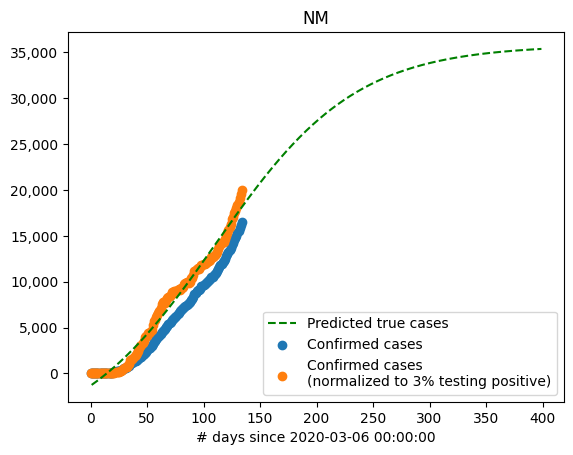 NM
35,000
30,000
25,000
20,000
15,000
10,000
5,000
0
Predicted true cases
Confirmed cases
Confirmed cases
(normalized to 3% testing positive)
0 50 100 150 200 250 300 350 400
# days since 2020-03-06 00:00:00